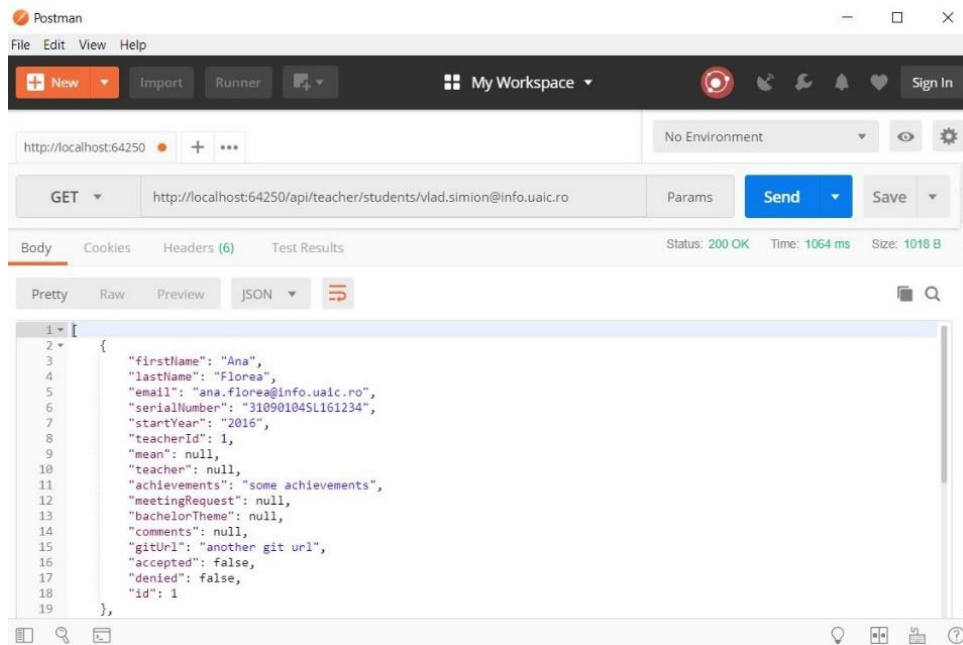 Postman
File Edit View Help
New Import Runner My Workspace Sign In
http://localhost:64250 No Environment
GET http://localhost:64250/api/teacher/students/vlad.simion@info.uaic.ro Params Send Save
Body Cookies Headers (6) Test Results Status: 200 OK Time: 1064 ms Size: 1018 B
Pretty Raw Preview JSON
1 [
2 {
3 "firstName": "Ana",
4 "lastName": "Florea",
5 "email": "ana.florea@info.uaic.ro",
6 "serialNumber": "31090104SL161234",
7 "startYear": "2016",
8 "teacherId": 1,
9 "mean": null,
10 "teacher": null,
11 "achievements": "some achievements",
12 "meetingRequest": null,
13 "bachelorTheme": null,
14 "comments": null,
15 "gitUrl": "another git url",
16 "accepted": false,
17 "denied": false,
18 "id": 1
19 },